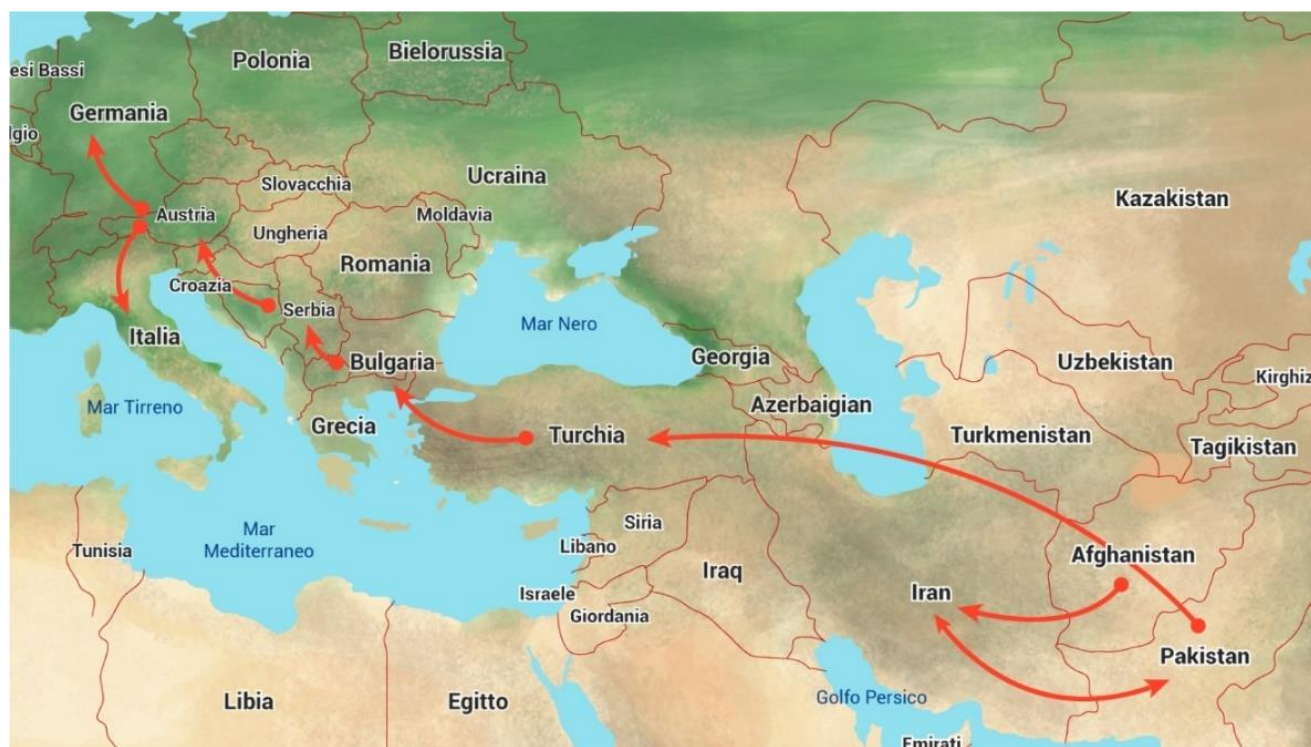 esi Bassi
Polonia
Bielorussia
Germania
lgio
Ucraina
Slovacchia
Kazakistan
Austria
Moldavia
Ungheria
Romania
Croazia
Serbia
Mar Nero
Italia
Bulgaria
Georgia
Uzbekistan
Kirghiz
Mar Tirreno
Azerbaigian
Grecia
Turchia
Turkmenistan
Tagikistan
Siria
Mar
Mediterraneo
Tunisia
Libano
Afghanistan
Iraq
Israele
Iran
Giordania
Pakistan
Libia
Egitto
Golfo Persico
Emirati